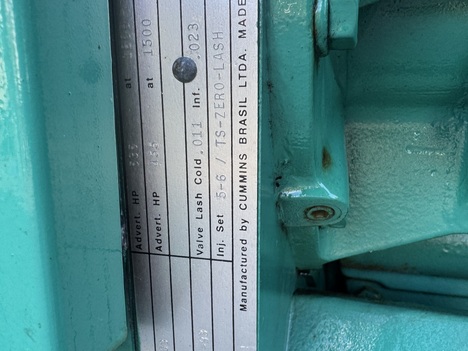 Advert. HP at
Advert. HP at 1500
Valve Lash Cold .011 Inf. .023
Inj. Set 5-6 / TS-ZERO-LASH
Manufactured by CUMMINS BRASIL LTDA. MADE